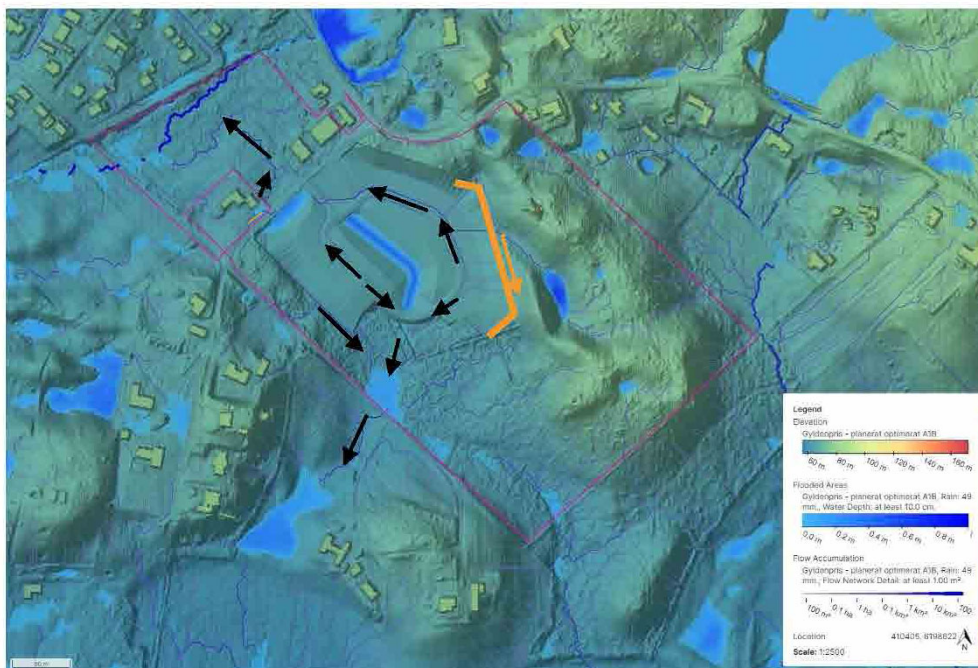 Legend
Elevation
Gyldenpris - planerat optimerat A1B
60 m 80 m 100 m 120 m 140 m 160 m
Flooded Areas
Gyldenpris - planerat optimerat A1B, Rain: 49
mm., Water Depth: at least 10.0 cm.
0.0 m 0.2 m 0.4 m 0.6 m 0.8 m
Flow Accumulation
Gyldenpris - planerat optimerat A1B, Rain: 49
mm.; Flow Network Detail: at least 1.00 m²
100 m² 0.1 ha 1 ha 0.1 km² 1 km² 10 km² 100
Location 410405, 6198622
Scale: 1:2500
N
50 m